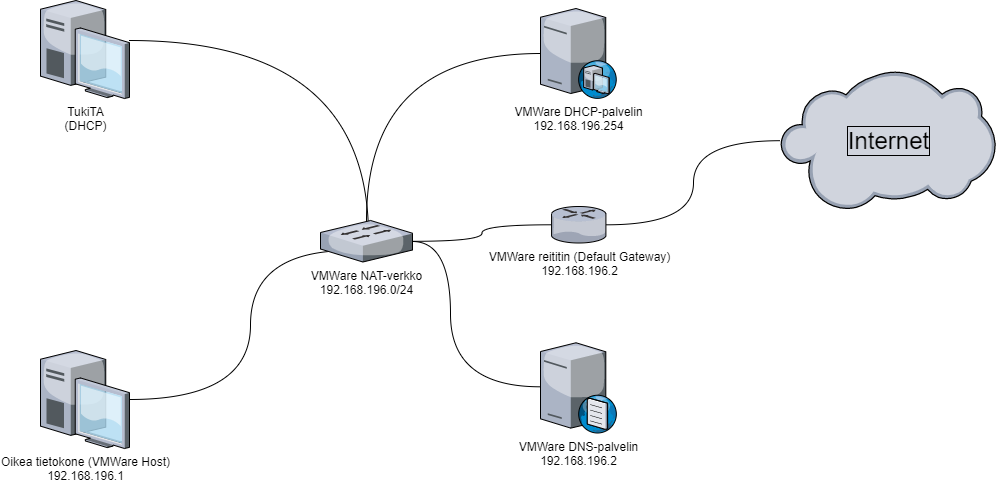 TukiTA
(DHCP)
VMWare DHCP-palvelin
192.168.196.254
Internet
VMWare reititin (Default Gateway)
192.168.196.2
VMWare NAT-verkko
192.168.196.0/24
Oikea tietokone (VMWare Host)
192.168.196.1
VMWare DNS-palvelin
192.168.196.2